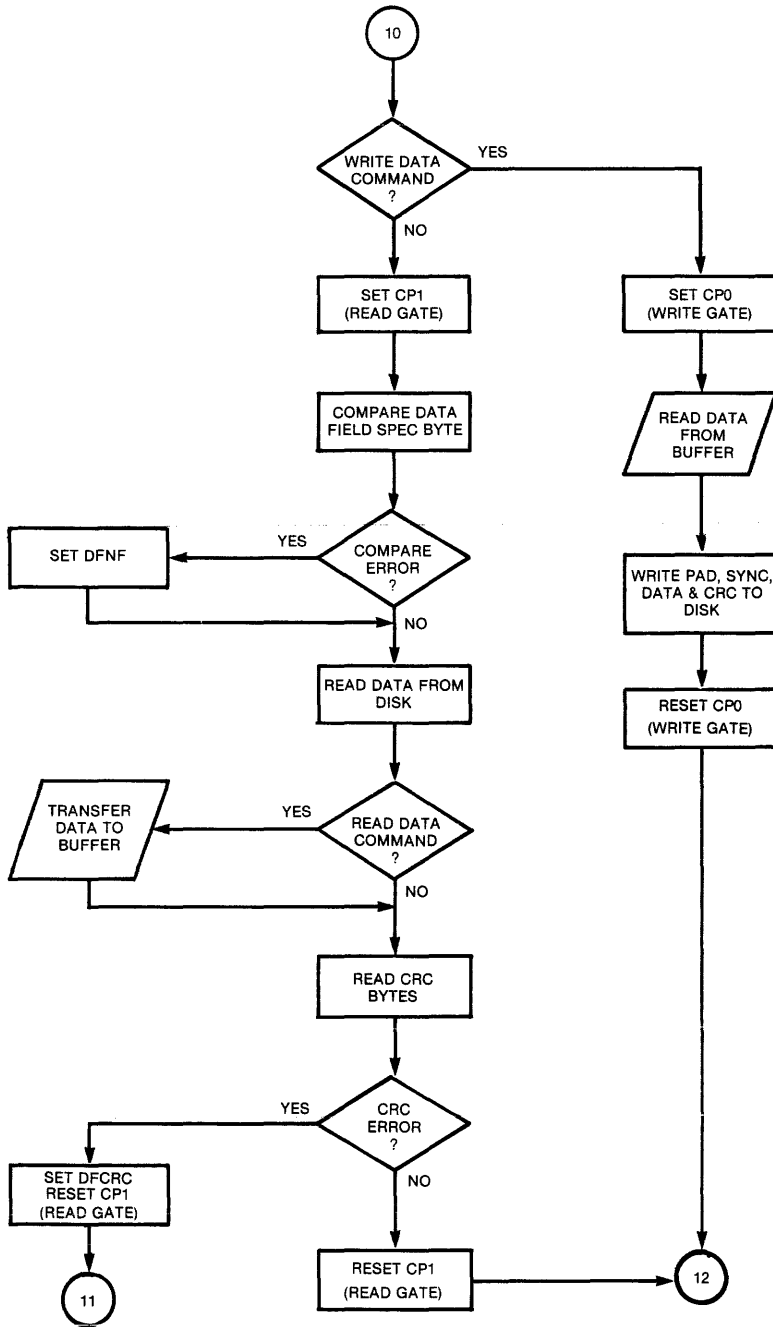 10
WRITE DATA
COMMAND
?
YES
NO
SET CP1
(READ GATE)
SET CP0
(WRITE GATE)
COMPARE DATA
FIELD SPEC BYTE
READ DATA
FROM
BUFFER
SET DFNF
YES
COMPARE
ERROR
?
NO
WRITE PAD, SYNC,
DATA & CRC TO
DISK
READ DATA FROM
DISK
RESET CP0
(WRITE GATE)
TRANSFER
DATA TO
BUFFER
YES
READ DATA
COMMAND
?
NO
READ CRC
BYTES
YES
CRC
ERROR
?
NO
SET DFCRC
RESET CP1
(READ GATE)
RESET CP1
(READ GATE)
12
11